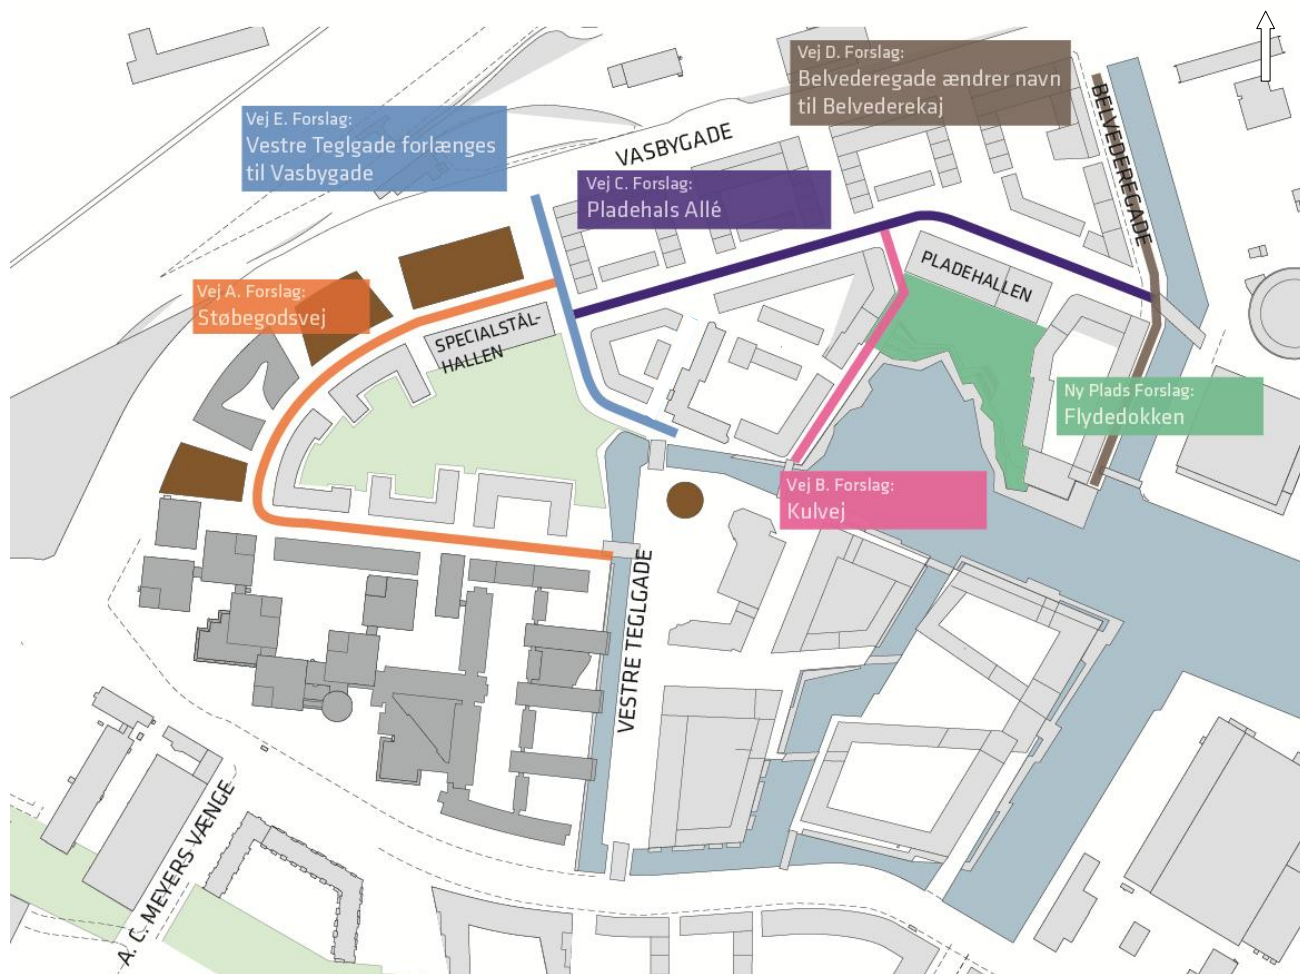 Vej D. Forslag:
Belvederegade ændrer navn
til Belvederekaj
Vej E. Forslag:
Vestre Teglgade forlænges
til Vasbygade
VASBYGADE
BELVEDEREGADE
Vej C. Forslag:
Pladehals Allé
PLADEHALLEN
Vej A. Forslag:
Støbegodsvej
SPECIALSTÅL-
HALLEN
Ny Plads Forslag:
Flydedokken
Vej B. Forslag:
Kulvej
VESTRE TEGLGADE
A. C. MEYERS VÆNGE